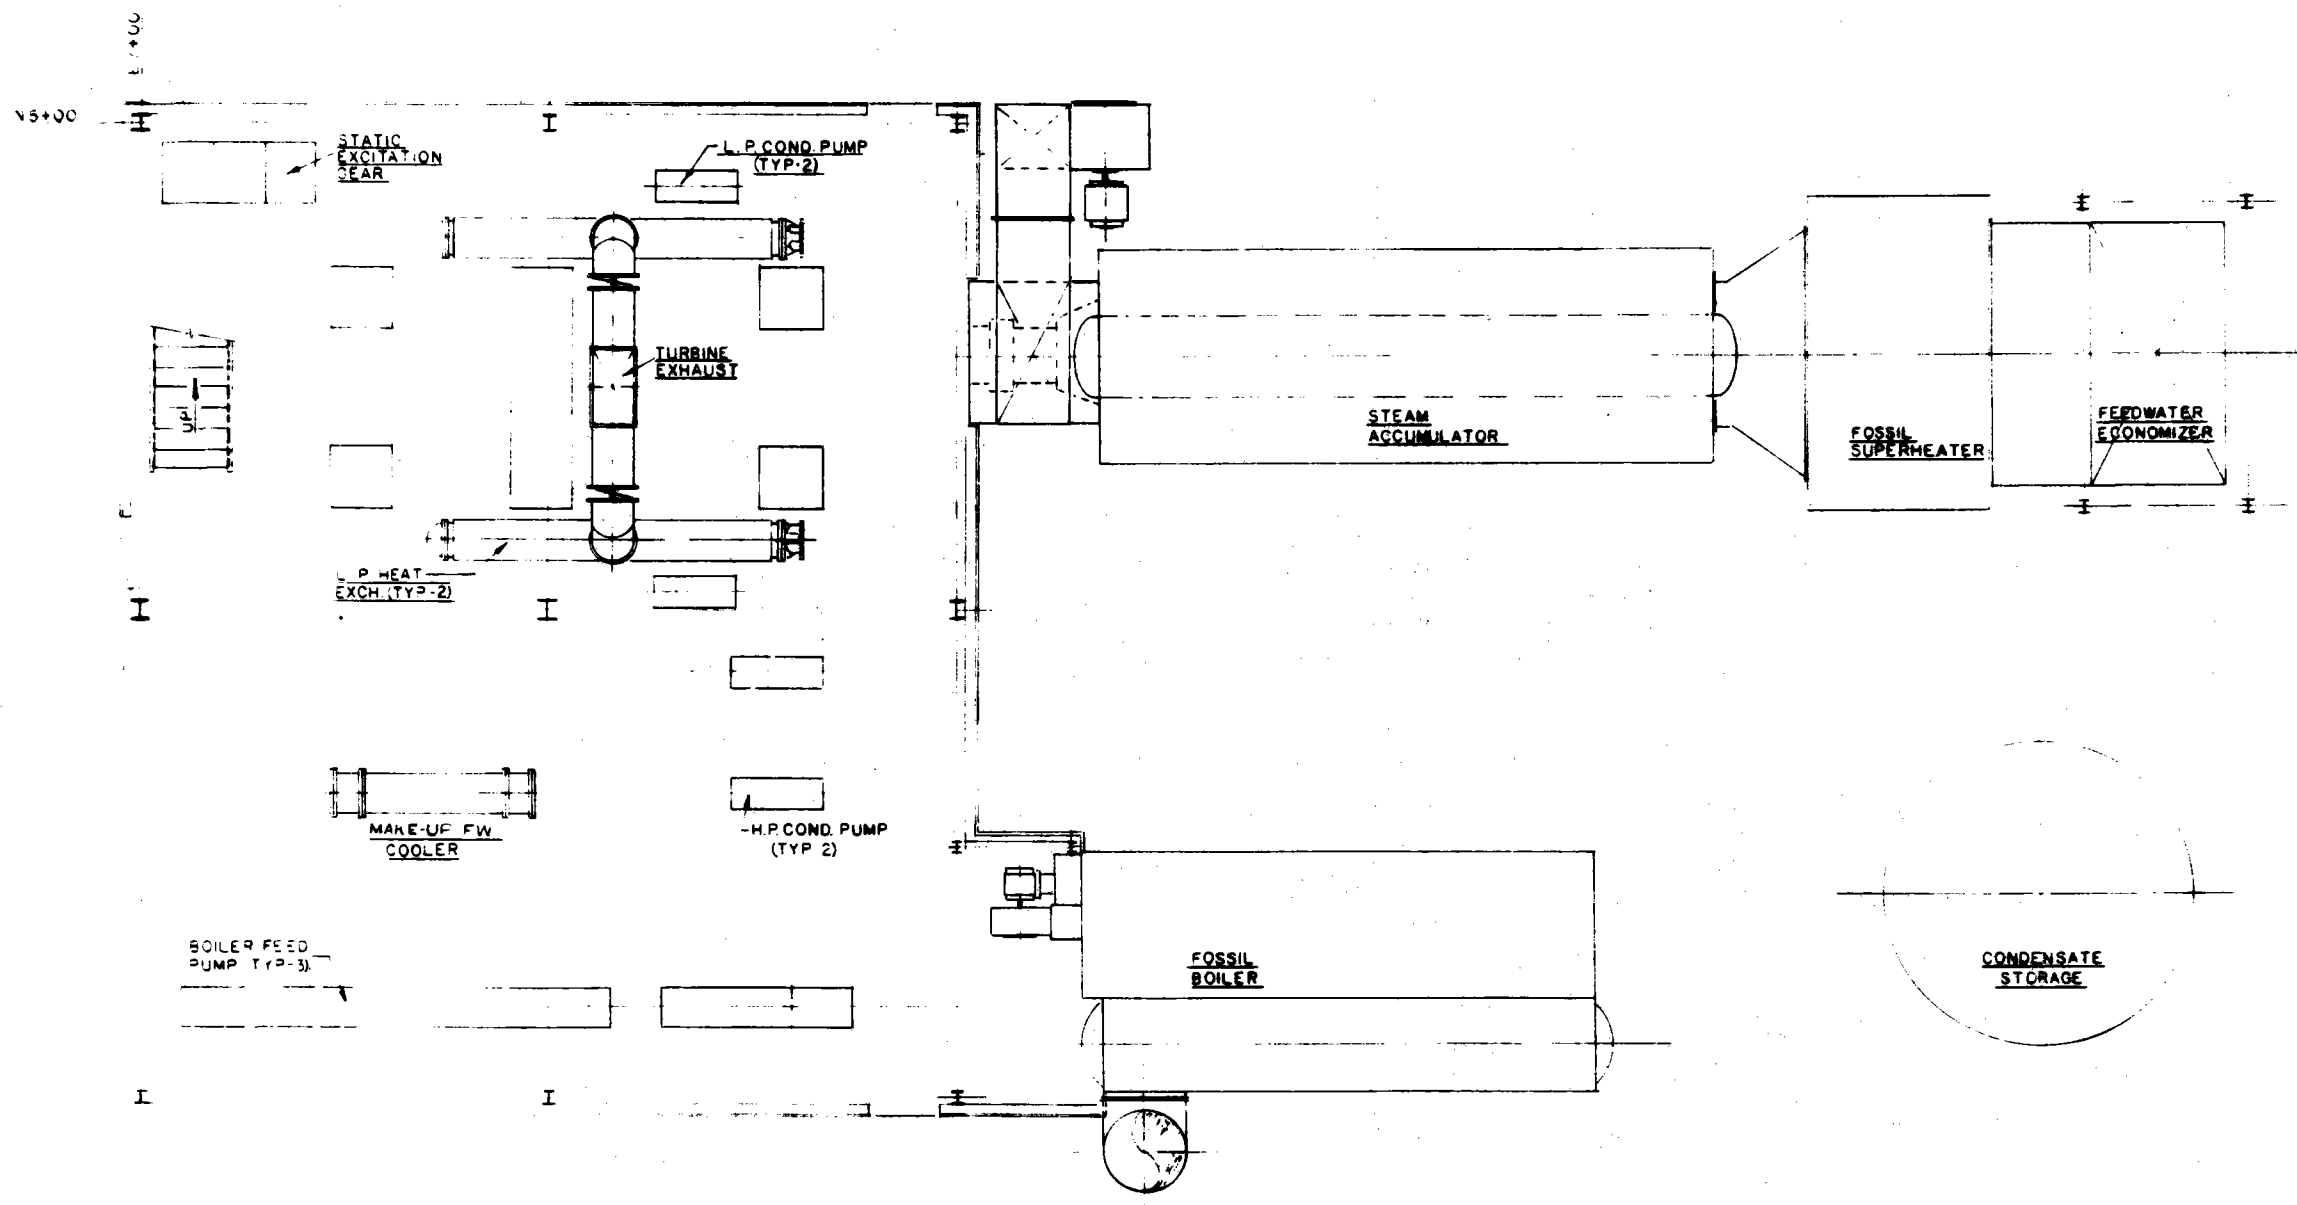 N5+00
STATIC
EXCITATION
GEAR
L.P. COND. PUMP
(TYP-2)
TURBINE
EXHAUST
UP
STEAM
ACCUMULATOR
FOSSIL
SUPERHEATER
FEEDWATER
ECONOMIZER
L P HEAT
EXCH. (TYP-2)
MAKE-UP FW
COOLER
H.P. COND. PUMP
(TYP 2)
BOILER FEED
PUMP TYP-3).
FOSSIL
BOILER
CONDENSATE
STORAGE